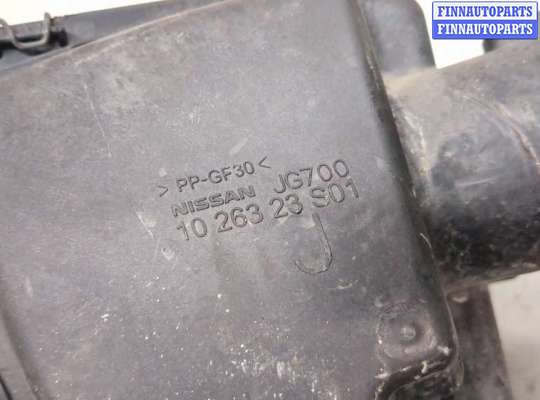 FINNAUTOPARTS
FINNAUTOPARTS
> PP-GF30 <
NISSAN JG700
10 263 23 S01
J